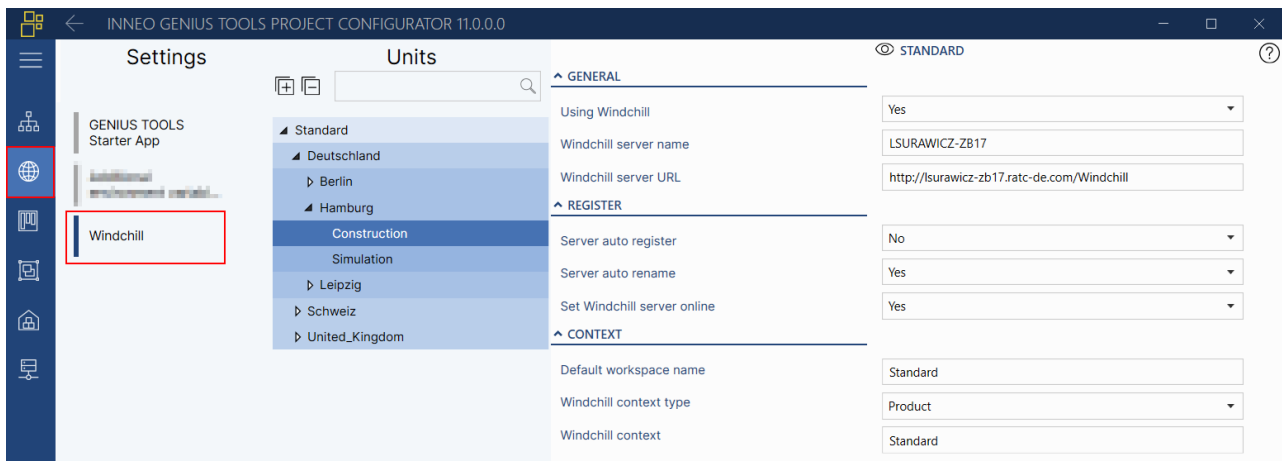 INNEO GENIUS TOOLS PROJECT CONFIGURATOR 11.0.0.0
Settings
GENIUS TOOLS
Starter App
Windchill
Units
Standard
Deutschland
Berlin
Hamburg
Construction
Simulation
Leipzig
Schweiz
United_Kingdom
STANDARD
GENERAL
Using Windchill Yes
Windchill server name LSURAWICZ-ZB17
Windchill server URL http://lsurawicz-zb17.ratc-de.com/Windchill
REGISTER
Server auto register No
Server auto rename Yes
Set Windchill server online Yes
CONTEXT
Default workspace name Standard
Windchill context type Product
Windchill context Standard